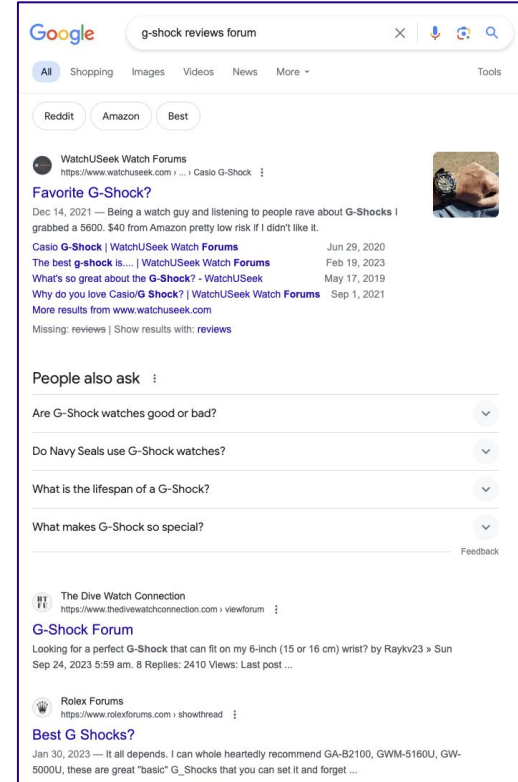 Google
g-shock reviews forum
All Shopping Images Videos News More Tools
Reddit Amazon Best
WatchUSeek Watch Forums
https://www.watchuseek.com › ... › Casio G-Shock
Favorite G-Shock?
Dec 14, 2021 — Being a watch guy and listening to people rave about G-Shocks I
grabbed a 5600. $40 from Amazon pretty low risk if I didn't like it.
Casio G-Shock | WatchUSeek Watch Forums Jun 29, 2020
The best g-shock is.... | WatchUSeek Watch Forums Feb 19, 2023
What's so great about the G-Shock? - WatchUSeek May 17, 2019
Why do you love Casio/G Shock? | WatchUSeek Watch Forums Sep 1, 2021
More results from www.watchuseek.com
Missing: reviews | Show results with: reviews
People also ask
Are G-Shock watches good or bad?
Do Navy Seals use G-Shock watches?
What is the lifespan of a G-Shock?
What makes G-Shock so special?
Feedback
The Dive Watch Connection
https://www.thedivewatchconnection.com › viewforum
G-Shock Forum
Looking for a perfect G-Shock that can fit on my 6-inch (15 or 16 cm) wrist? by Raykv23 » Sun
Sep 24, 2023 5:59 am. 8 Replies: 2410 Views: Last post ...
Rolex Forums
https://www.rolexforums.com › showthread
Best G Shocks?
Jan 30, 2023 — It all depends. I can whole heartedly recommend GA-B2100, GWM-5160U, GW-
5000U, these are great "basic" G_Shocks that you can set it and forget ...